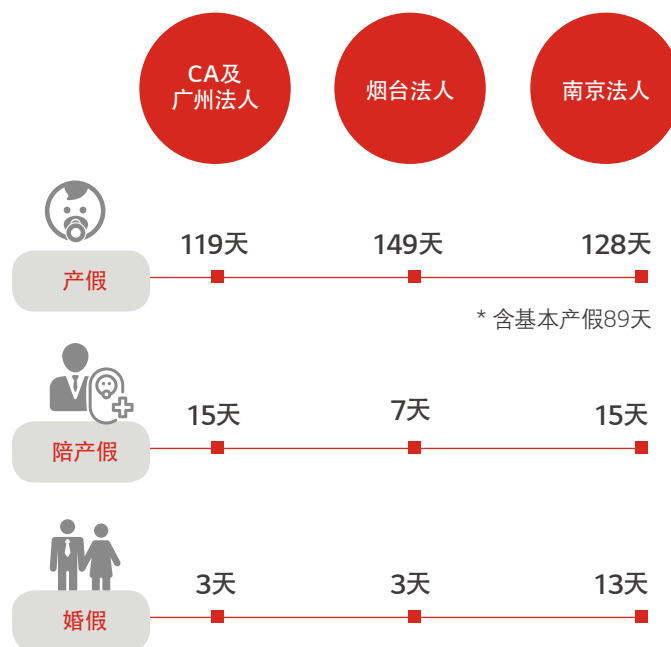 CA及
广州法人
烟台法人
南京法人
119天
149天
128天
产假
* 含基本产假89天
15天
7天
15天
陪产假
3天
3天
13天
婚假